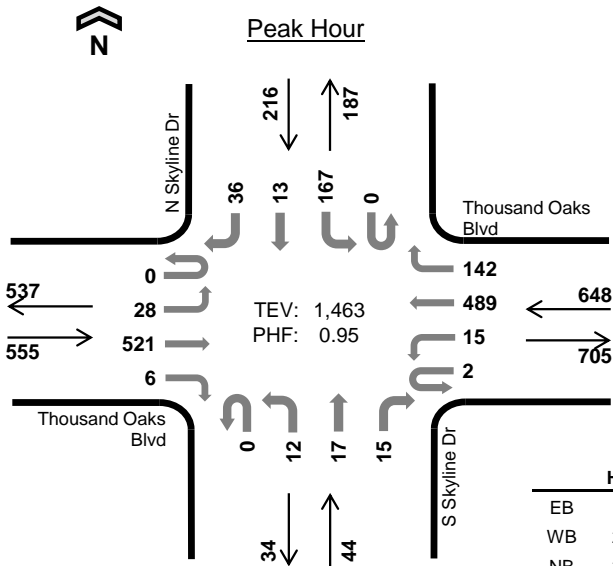 Peak Hour
N
216
187
N Skyline Dr
36
13
167
0
Thousand Oaks
Blvd
0
142
537
28
TEV: 1,463
489
648
555
521
PHF: 0.95
15
705
6
2
Thousand Oaks
Blvd
0
12
17
15
S Skyline Dr
34
44
H
EB
WB
NB